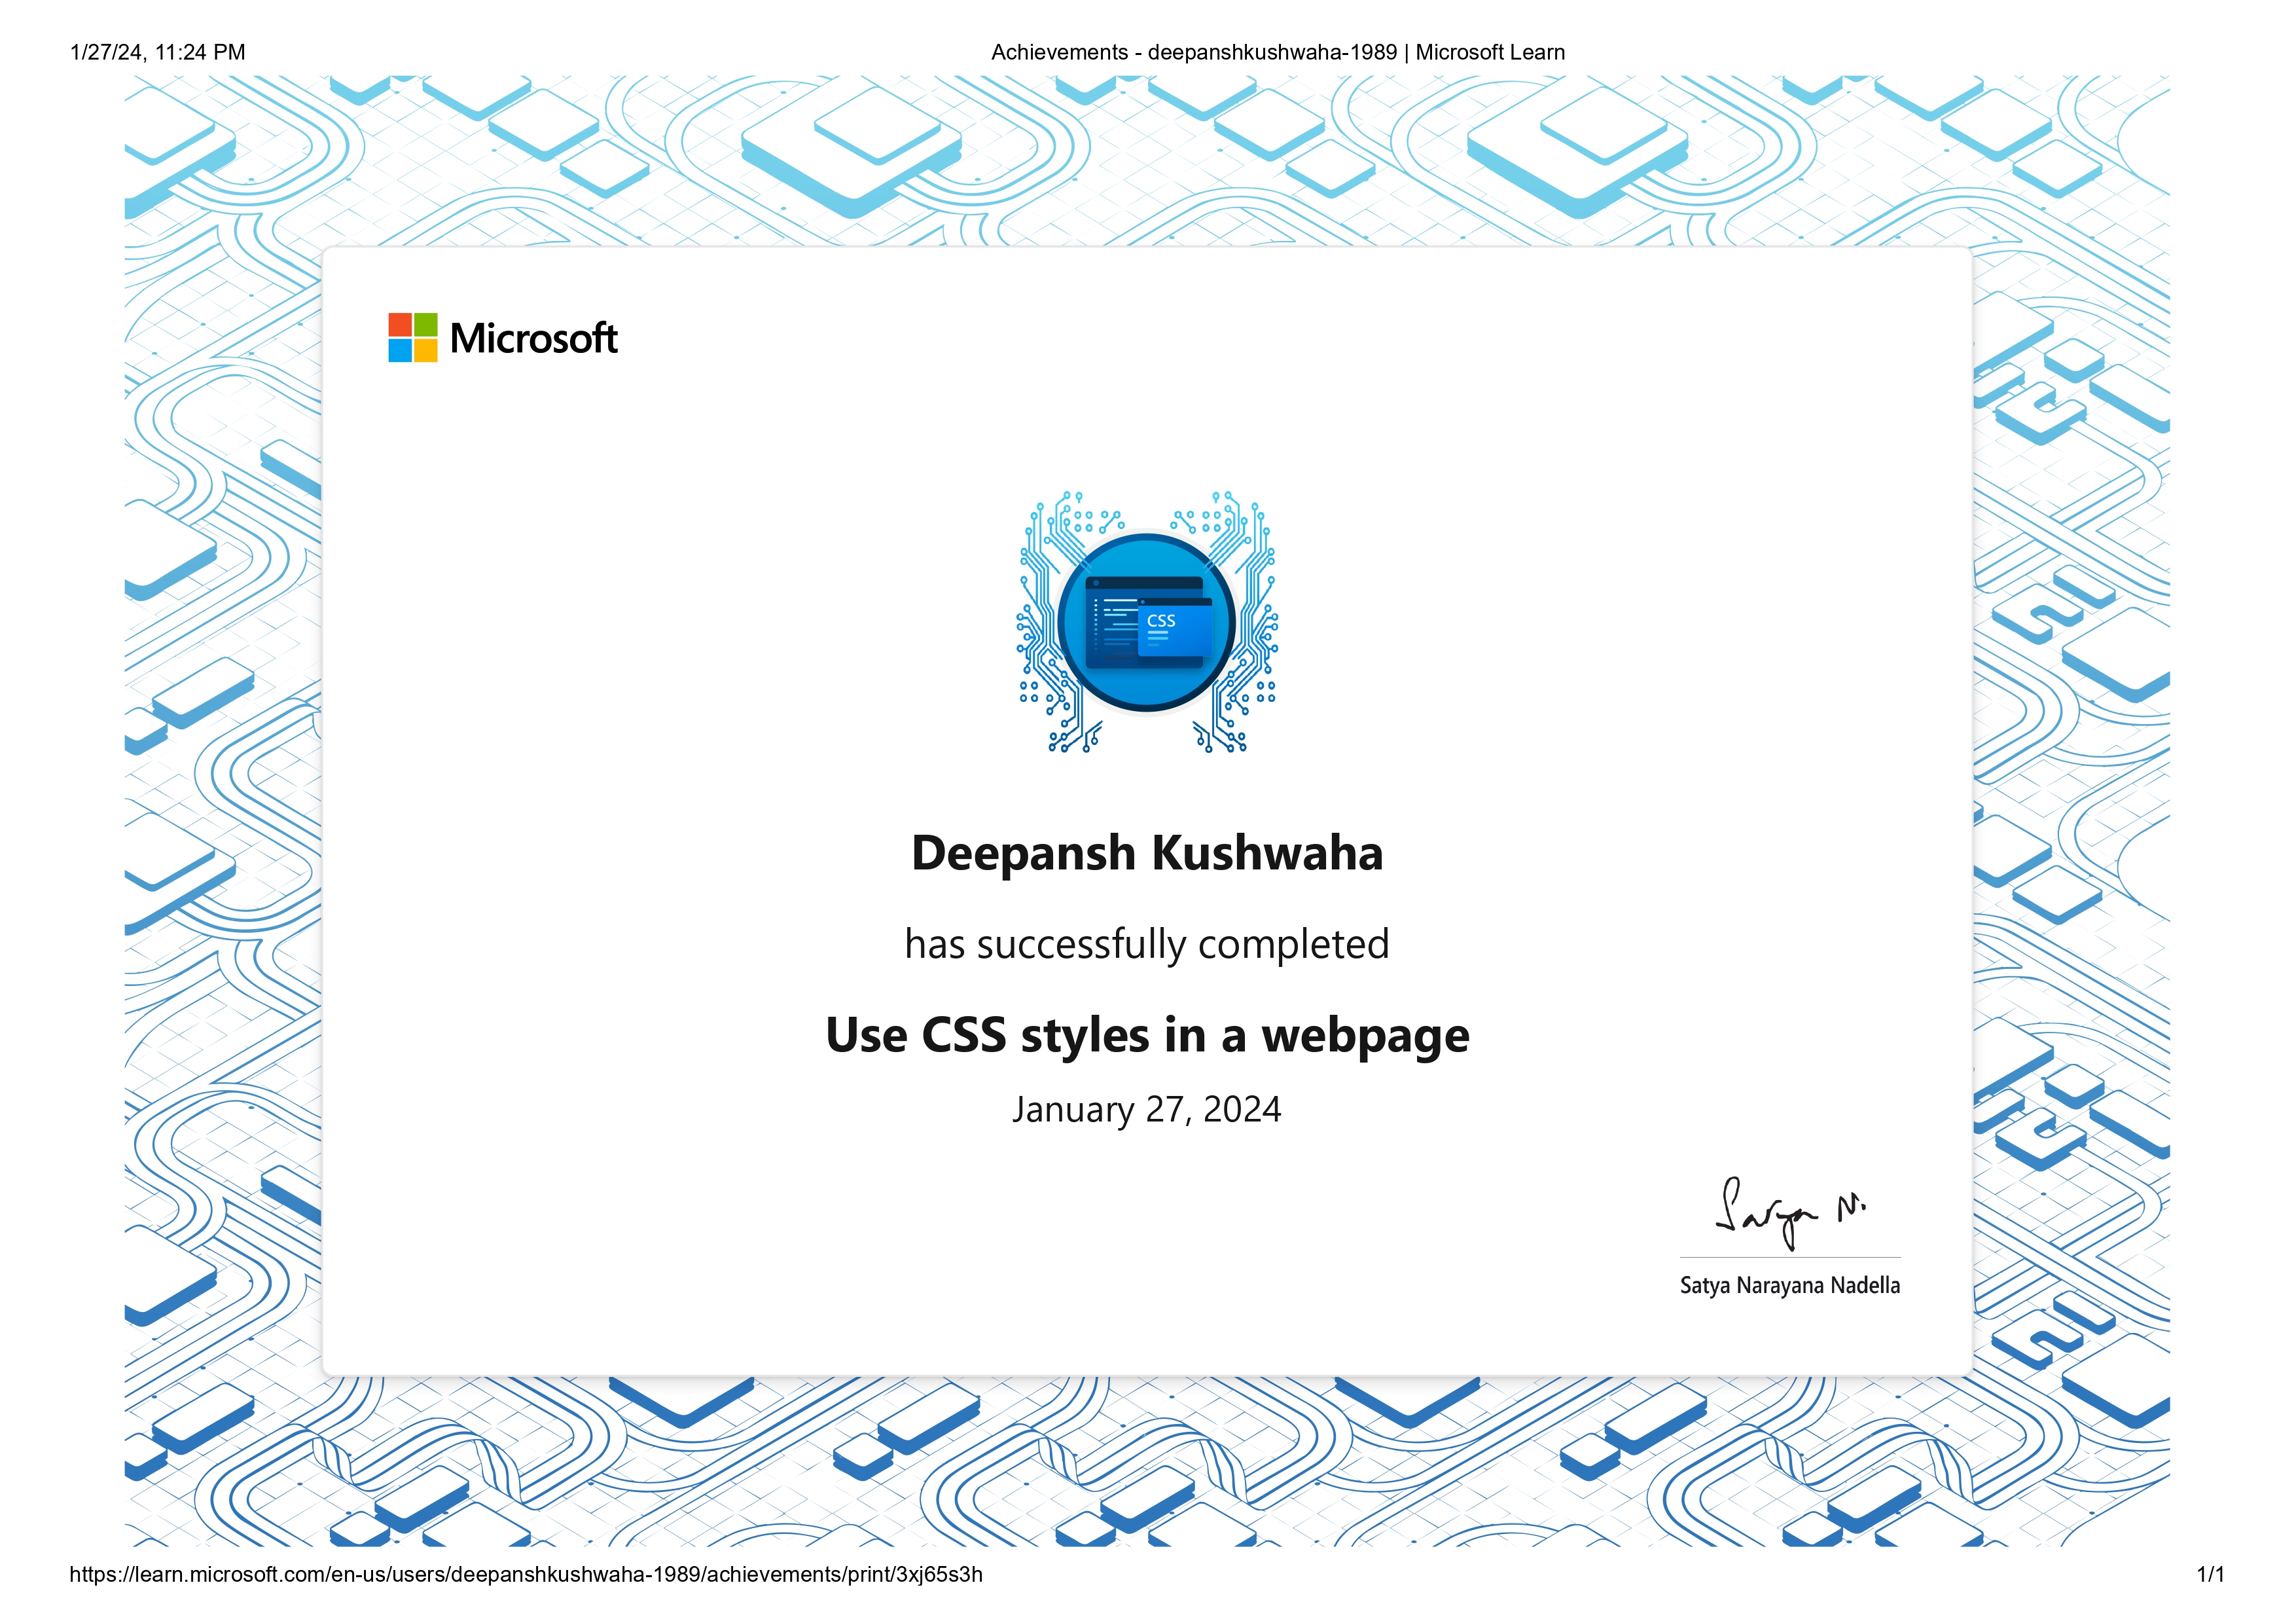 1/27/24, 11:24 PM
Achievements - deepanshkushwaha-1989 | Microsoft Learn
Microsoft
CSS
Deepansh Kushwaha
has successfully completed
Use CSS styles in a webpage
January 27, 2024
Satya N.
Satya Narayana Nadella
https://learn.microsoft.com/en-us/users/deepanshkushwaha-1989/achievements/print/3xj65s3h
1/1